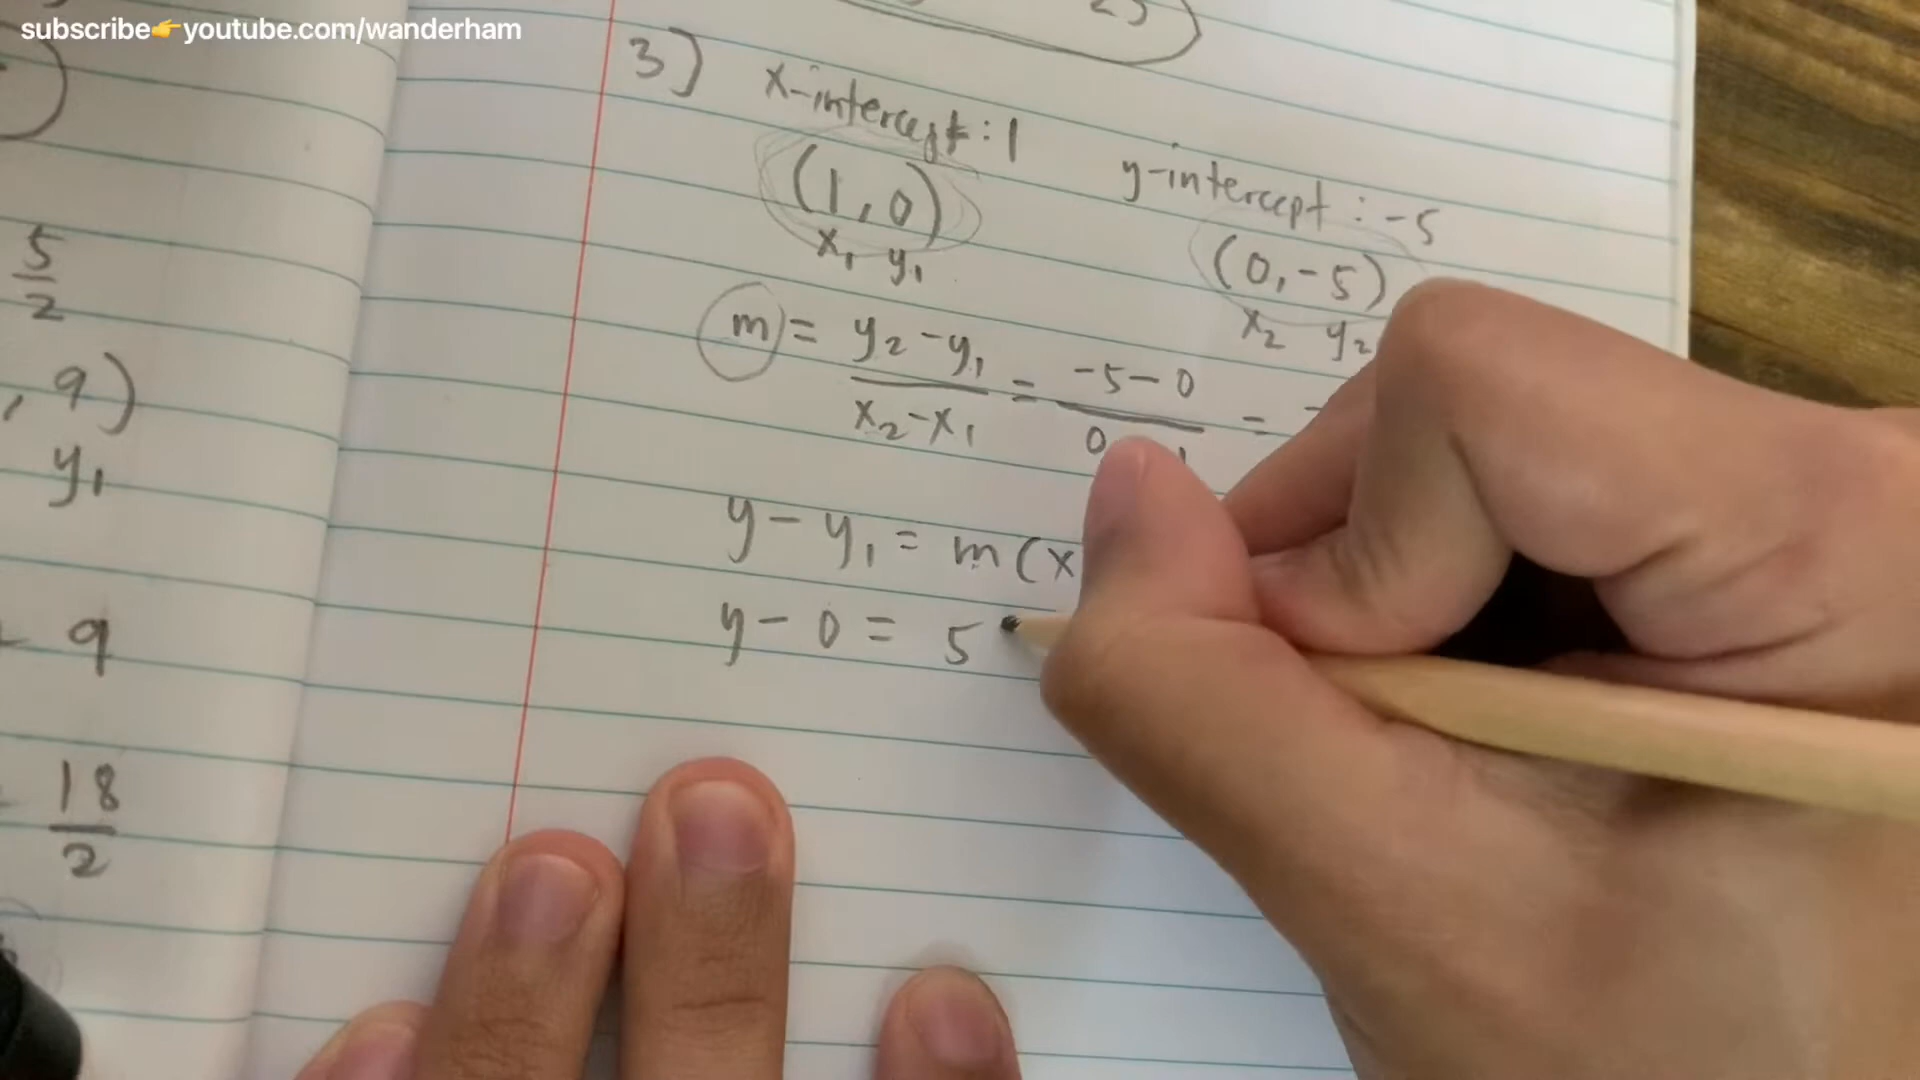 subscribe👉youtube.com/wanderham
5
2
, 9)
y₁
9
18
2
3) x-intercept: 1
y-intercept: -5
(1, 0)
x₁ y₁
(0, -5)
x₂ y₂
m = y₂ - y₁ = -5 - 0 =
x₂ - x₁ 0
y - y₁ = m(x
y - 0 = 5